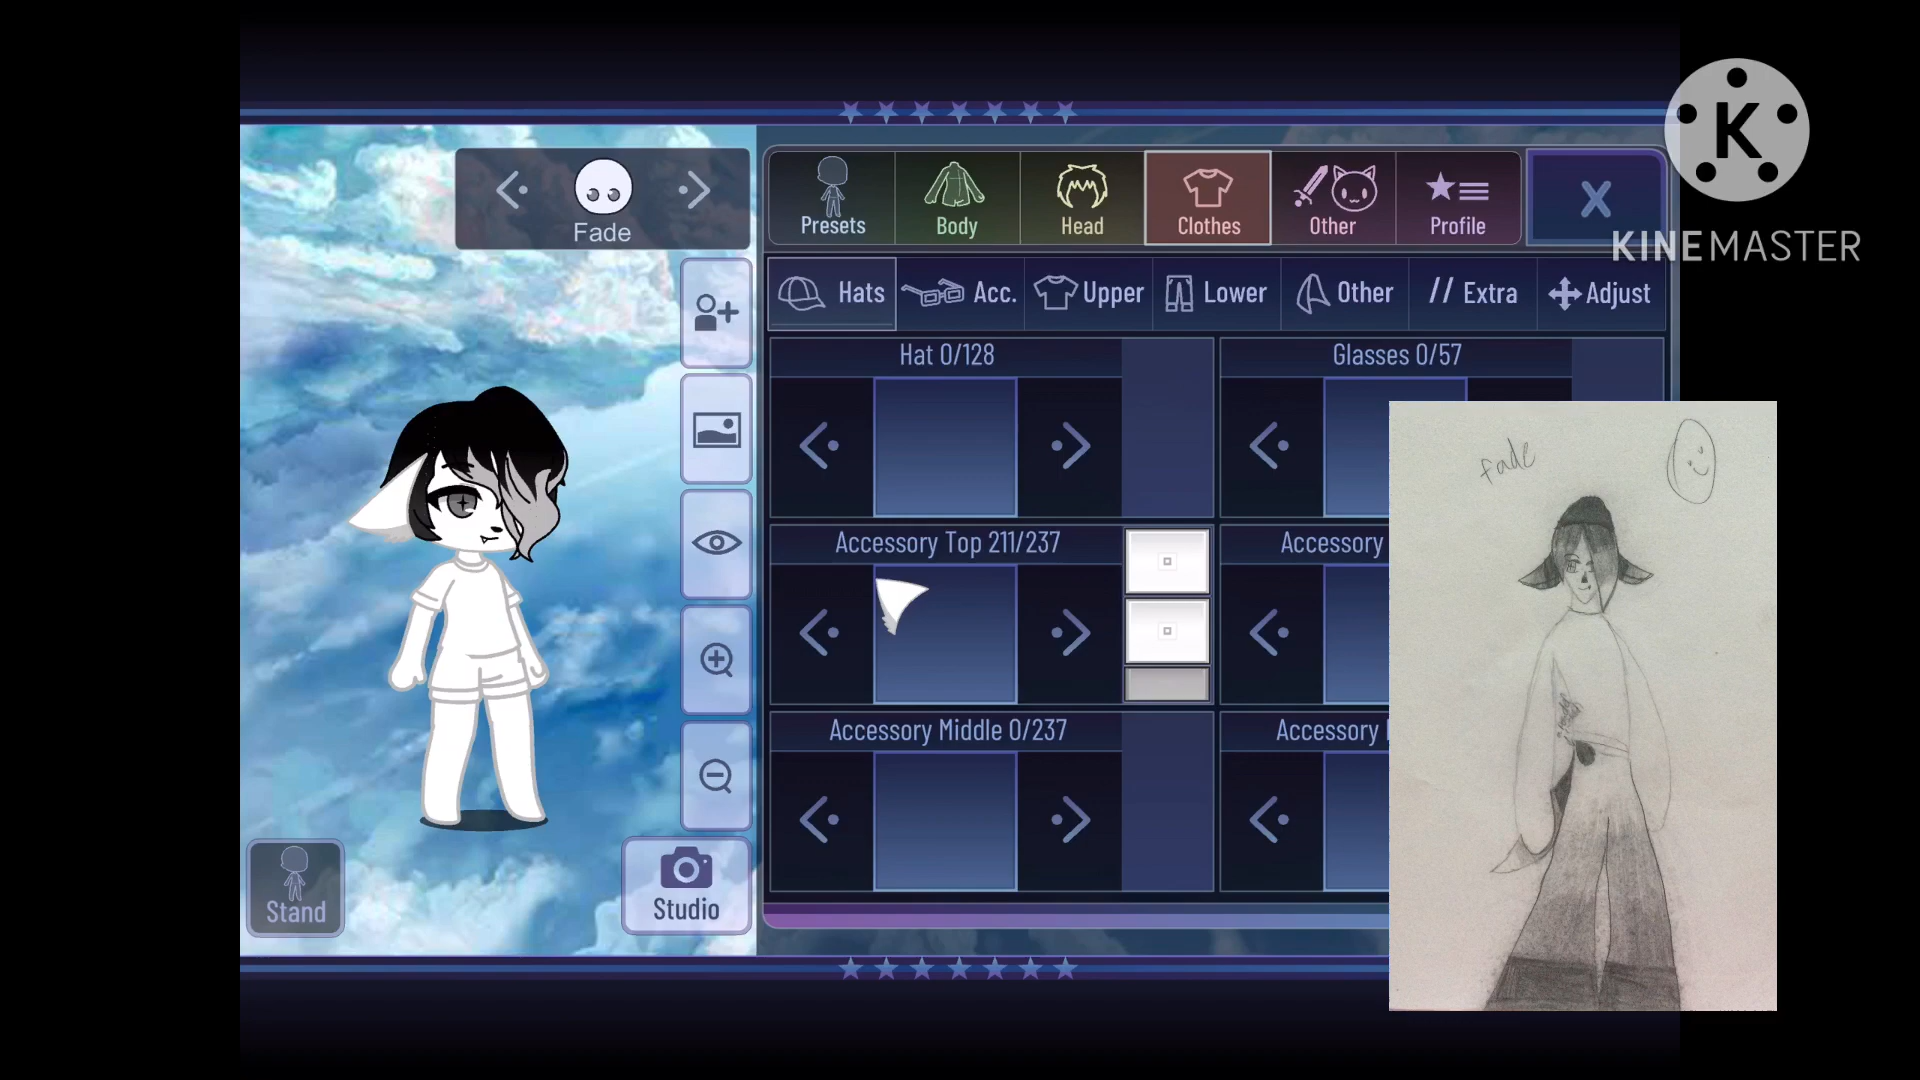 Fade
Presets
Body
Head
Clothes
Other
Profile
X
KINEMASTER
Hats
Acc.
Upper
Lower
Other
Extra
Adjust
Hat 0/128
Glasses 0/57
Accessory Top 211/237
Accessory
Accessory Middle 0/237
Accessory
Stand
Studio
fade